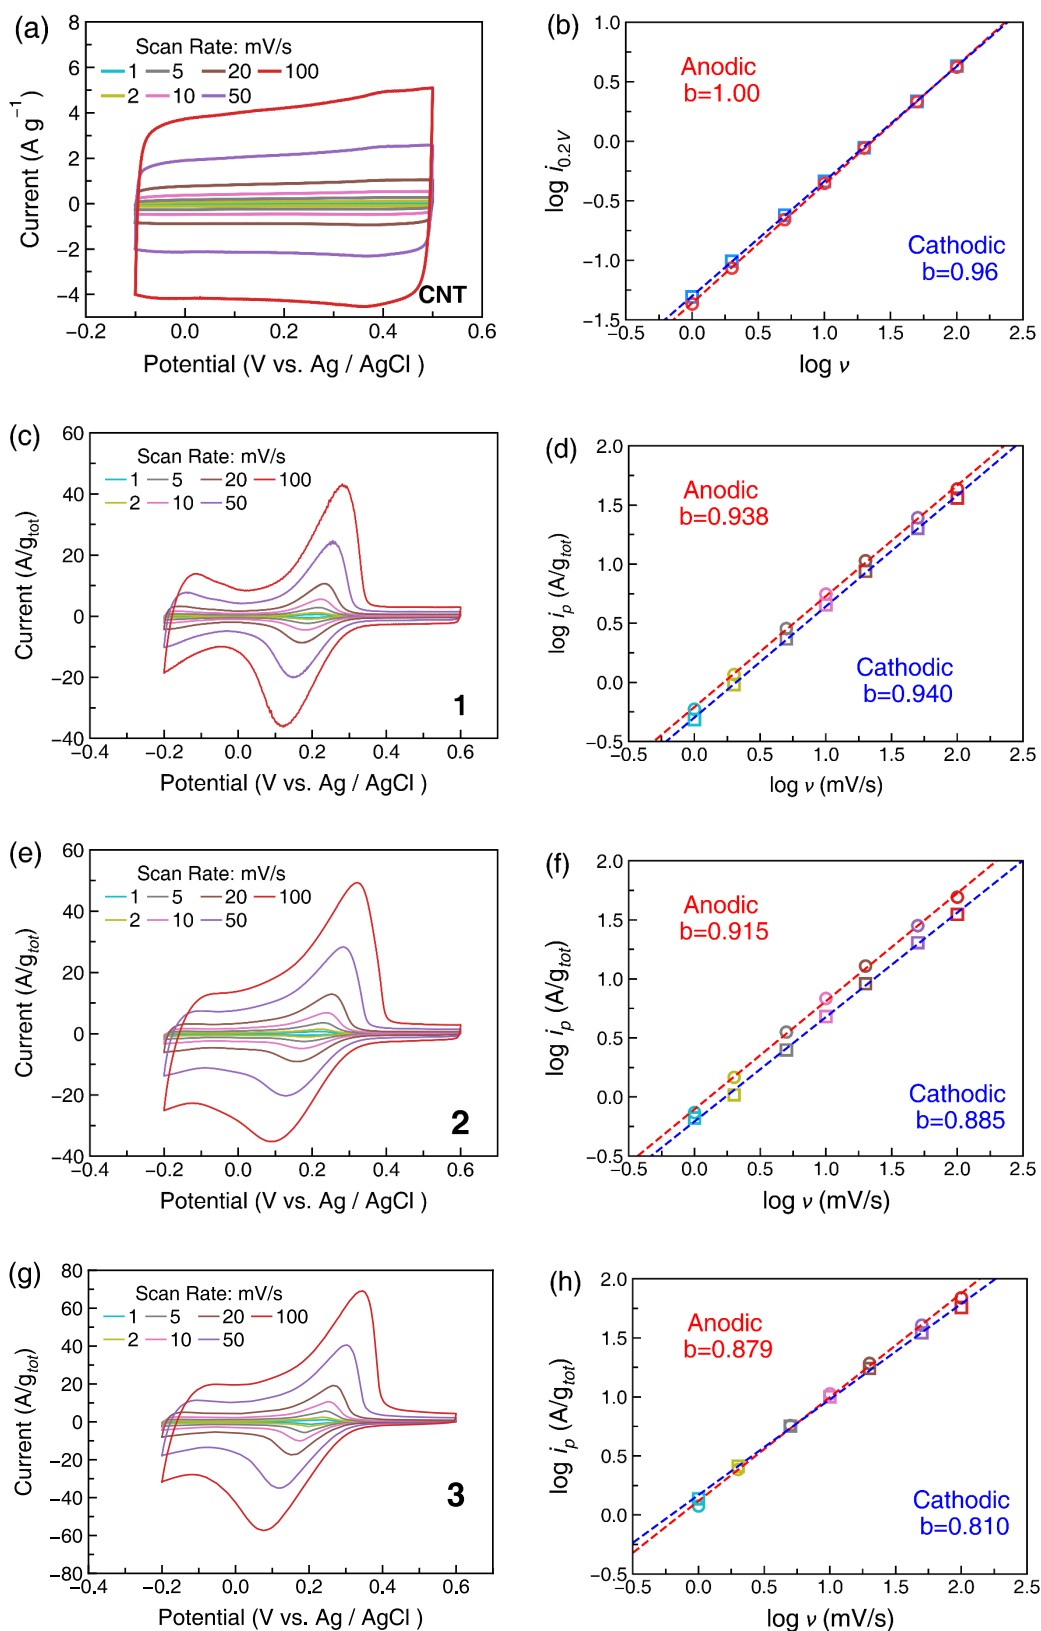 (a)
Scan Rate: mV/s
1 5 20 100
2 10 50
8
6
4
2
0
−2
−4
Current (A g⁻¹)
CNT
−0.2 0.0 0.2 0.4 0.6
Potential (V vs. Ag / AgCl )
(b)
Anodic
b=1.00
Cathodic
b=0.96
1.0
0.5
0.0
−0.5
−1.0
−1.5
log i0.2V
−0.5 0.0 0.5 1.0 1.5 2.0 2.5
log ν
(c)
Scan Rate: mV/s
1 5 20 100
2 10 50
60
40
20
0
−20
−40
Current (A/gtot)
1
−0.4 −0.2 0.0 0.2 0.4 0.6
Potential (V vs. Ag / AgCl )
(d)
Anodic
b=0.938
Cathodic
b=0.940
2.0
1.5
1.0
0.5
0.0
−0.5
log ip (A/gtot)
−0.5 0.0 0.5 1.0 1.5 2.0 2.5
log ν (mV/s)
(e)
Scan Rate: mV/s
1 5 20 100
2 10 50
60
40
20
0
−20
−40
Current (A/gtot)
2
−0.4 −0.2 0.0 0.2 0.4 0.6
Potential (V vs. Ag / AgCl )
(f)
Anodic
b=0.915
Cathodic
b=0.885
2.0
1.5
1.0
0.5
0.0
−0.5
log ip (A/gtot)
−0.5 0.0 0.5 1.0 1.5 2.0 2.5
log ν (mV/s)
(g)
Scan Rate: mV/s
1 5 20 100
2 10 50
80
60
40
20
0
−20
−40
−60
−80
Current (A/gtot)
3
−0.4 −0.2 0.0 0.2 0.4 0.6
Potential (V vs. Ag / AgCl )
(h)
Anodic
b=0.879
Cathodic
b=0.810
2.0
1.5
1.0
0.5
0.0
−0.5
log ip (A/gtot)
−0.5 0.0 0.5 1.0 1.5 2.0 2.5
log ν (mV/s)